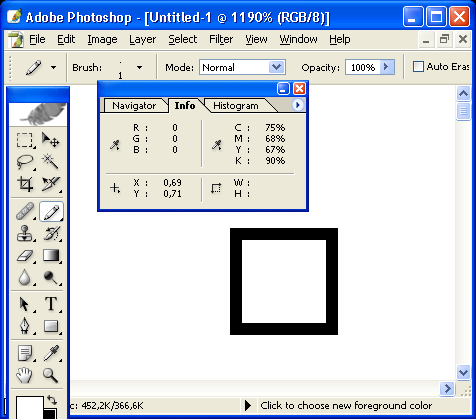 Adobe Photoshop - [Untitled-1 @ 1190% (RGB/8)]
File Edit Image Layer Select Filter View Window Help
Brush: 1 Mode: Normal Opacity: 100% Auto Eras
Navigator Info Histogram
R : 0 C : 75%
G : 0 M : 68%
B : 0 Y : 67%
K : 90%
X : 0,69 W :
Y : 0,71 H :
T
c: 452,2K/366,6K Click to choose new foreground color